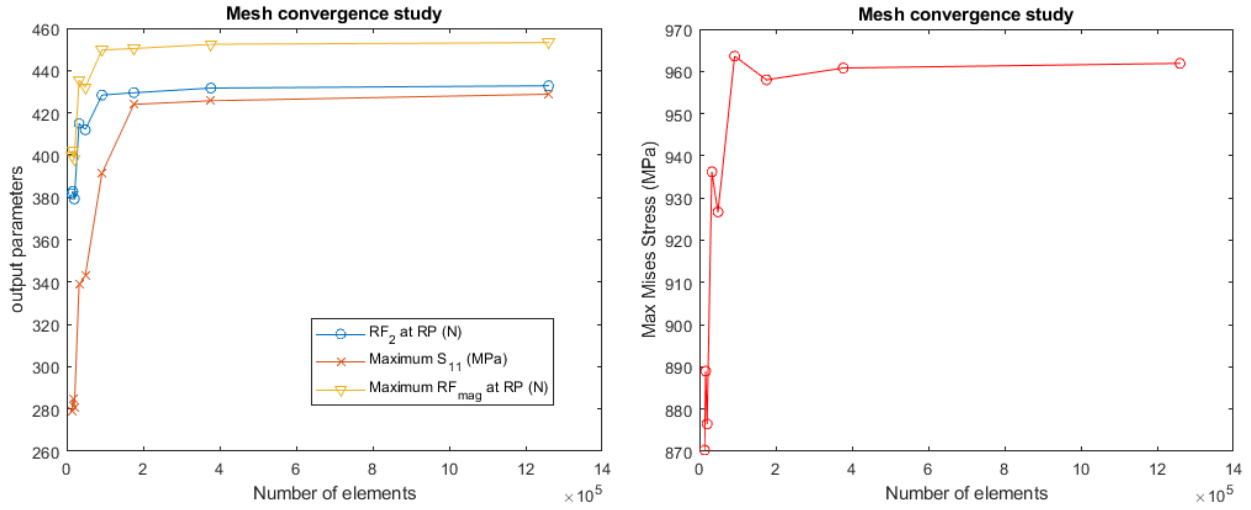 Mesh convergence study
460
440
420
400
380
360
340
320
300
280
260
output parameters
RF2 at RP (N)
Maximum S11 (MPa)
Maximum RFmag at RP (N)
0 2 4 6 8 10 12 14
Number of elements
×10^5
Mesh convergence study
970
960
950
940
930
920
910
900
890
880
870
Max Mises Stress (MPa)
0 2 4 6 8 10 12 14
Number of elements
×10^5